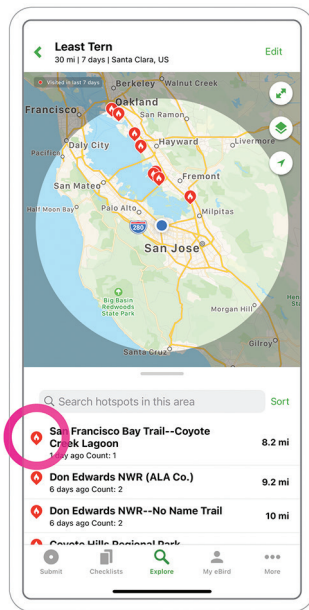 Least Tern
Edit
30 mi | 7 days | Santa Clara, US
Visited in last 7 days
Berkeley
Walnut Creek
Oakland
Francisco
San Ramon
Daly City
Hayward
Livermore
Pacifica
San Mateo
Fremont
Half Moon Bay
Palo Alto
Milpitas
280
San Jose
Big Basin
Redwoods
State Park
Morgan Hill
Gilroy
Santa Cruz
Search hotspots in this area
Sort
San Francisco Bay Trail--Coyote
Creek Lagoon
8.2 mi
1 day ago Count: 1
Don Edwards NWR (ALA Co.)
9.2 mi
6 days ago Count: 2
Don Edwards NWR--No Name Trail
10 mi
6 days ago Count: 2
Coyote Hills Regional Park
Submit
Checklists
Explore
My eBird
More